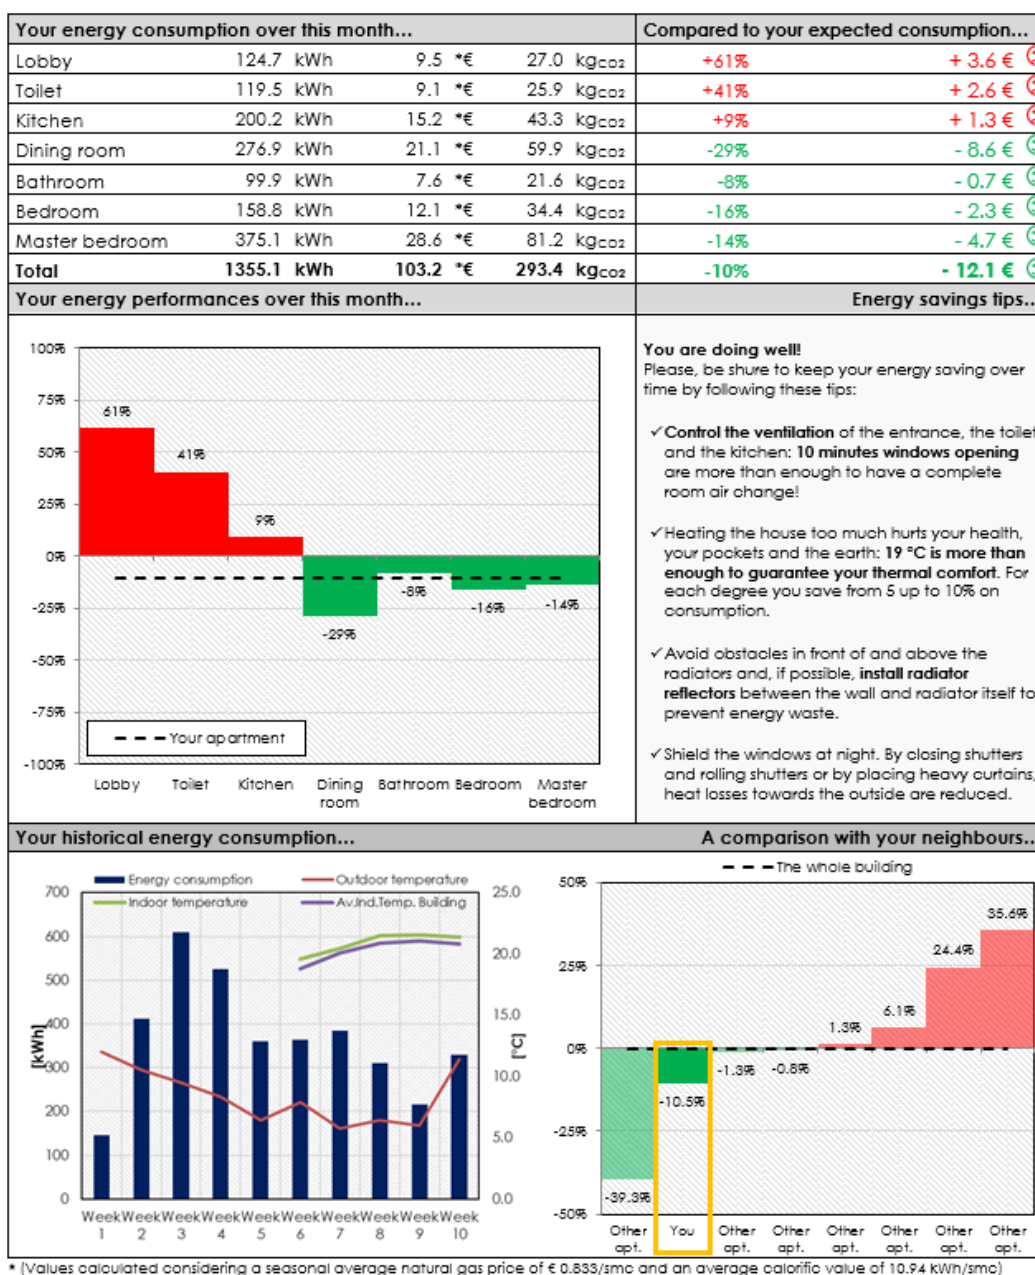 Your energy consumption over this month... Compared to your expected consumption...
Lobby 124.7 kWh 9.5 *€ 27.0 kgCO2 +61% + 3.6 €
Toilet 119.5 kWh 9.1 *€ 25.9 kgCO2 +41% + 2.6 €
Kitchen 200.2 kWh 15.2 *€ 43.3 kgCO2 +9% + 1.3 €
Dining room 276.9 kWh 21.1 *€ 59.9 kgCO2 -29% - 8.6 €
Bathroom 99.9 kWh 7.6 *€ 21.6 kgCO2 -8% - 0.7 €
Bedroom 158.8 kWh 12.1 *€ 34.4 kgCO2 -16% - 2.3 €
Master bedroom 375.1 kWh 28.6 *€ 81.2 kgCO2 -14% - 4.7 €
Total 1355.1 kWh 103.2 *€ 293.4 kgCO2 -10% - 12.1 €
Your energy performances over this month... Energy savings tips...
100%
75%
50%
25%
0%
-25%
-50%
-75%
-100%
61%
41%
9%
-29%
-8%
-16%
-14%
Your apartment
Lobby Toilet Kitchen Dining room Bathroom Bedroom Master bedroom
You are doing well!
Please, be shure to keep your energy saving over
time by following these tips:
✓Control the ventilation of the entrance, the toilet
and the kitchen: 10 minutes windows opening
are more than enough to have a complete
room air change!
✓Heating the house too much hurts your health,
your pockets and the earth: 19 °C is more than
enough to guarantee your thermal comfort. For
each degree you save from 5 up to 10% on
consumption.
✓Avoid obstacles in front of and above the
radiators and, if possible, install radiator
reflectors between the wall and radiator itself to
prevent energy waste.
✓Shield the windows at night. By closing shutters
and rolling shutters or by placing heavy curtains,
heat losses towards the outside are reduced.
Your historical energy consumption... A comparison with your neighbours...
Energy consumption Outdoor temperature
Indoor temperature Av.Ind.Temp. Building
700
600
500
400
300
200
100
0
[kWh]
25.0
20.0
15.0
10.0
5.0
0.0
[°C]
Week 1 Week 2 Week 3 Week 4 Week 5 Week 6 Week 7 Week 8 Week 9 Week 10
The whole building
50%
25%
0%
-25%
-50%
-39.3%
-10.5%
-1.3%
-0.8%
1.3%
6.1%
24.4%
35.6%
Other apt. You Other apt. Other apt. Other apt. Other apt. Other apt. Other apt.
* (Values calculated considering a seasonal average natural gas price of € 0.833/smc and an average calorific value of 10.94 kWh/smc)